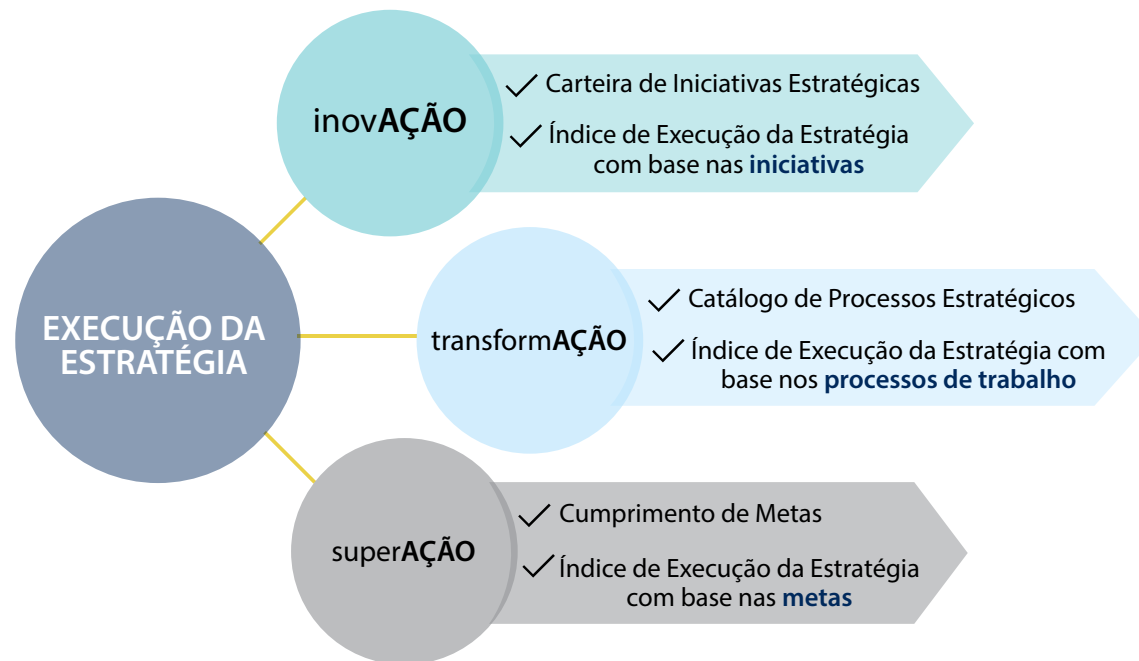 inovAÇÃO
✓ Carteira de Iniciativas Estratégicas
✓ Índice de Execução da Estratégia
com base nas iniciativas
EXECUÇÃO DA
ESTRATÉGIA
transformAÇÃO
✓ Catálogo de Processos Estratégicos
✓ Índice de Execução da Estratégia com
base nos processos de trabalho
superAÇÃO
✓ Cumprimento de Metas
✓ Índice de Execução da Estratégia
com base nas metas